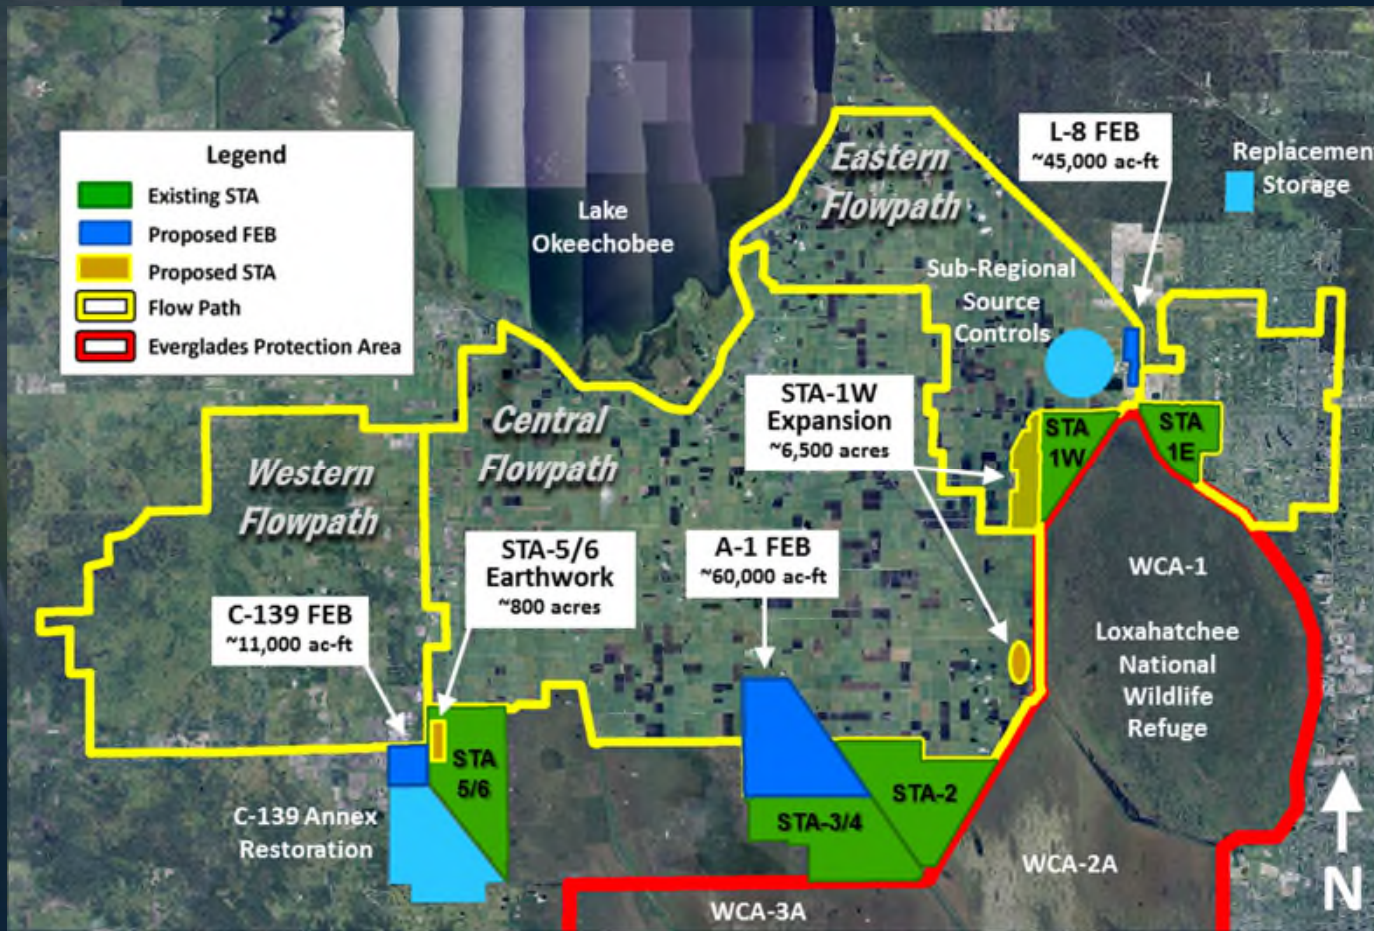 Legend
Existing STA
Proposed FEB
Proposed STA
Flow Path
Everglades Protection Area
Lake
Okeechobee
Eastern
Flowpath
L-8 FEB
~45,000 ac-ft
Replacement
Storage
Sub-Regional
Source
Controls
STA-1W
Expansion
~6,500 acres
STA
1W
STA
1E
Central
Flowpath
Western
Flowpath
STA-5/6
Earthwork
~800 acres
A-1 FEB
~60,000 ac-ft
C-139 FEB
~11,000 ac-ft
WCA-1
Loxahatchee
National
Wildlife
Refuge
STA
5/6
STA-2
STA-3/4
C-139 Annex
Restoration
WCA-2A
WCA-3A
N